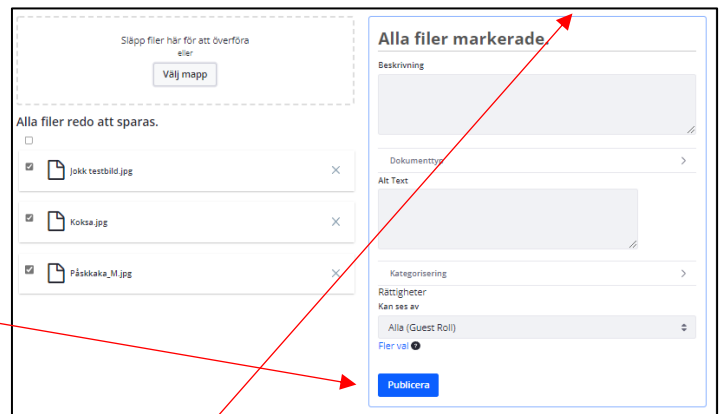 Släpp filer här för att överföra
eller
Välj mapp
Alla filer redo att sparas.
Jokk testbild.jpg
Koksa.jpg
Påskkaka_M.jpg
Alla filer markerade.
Beskrivning
Dokumenttyp
Alt Text
Kategorisering
Rättigheter
Kan ses av
Alla (Guest Roll)
Fler val ?
Publicera